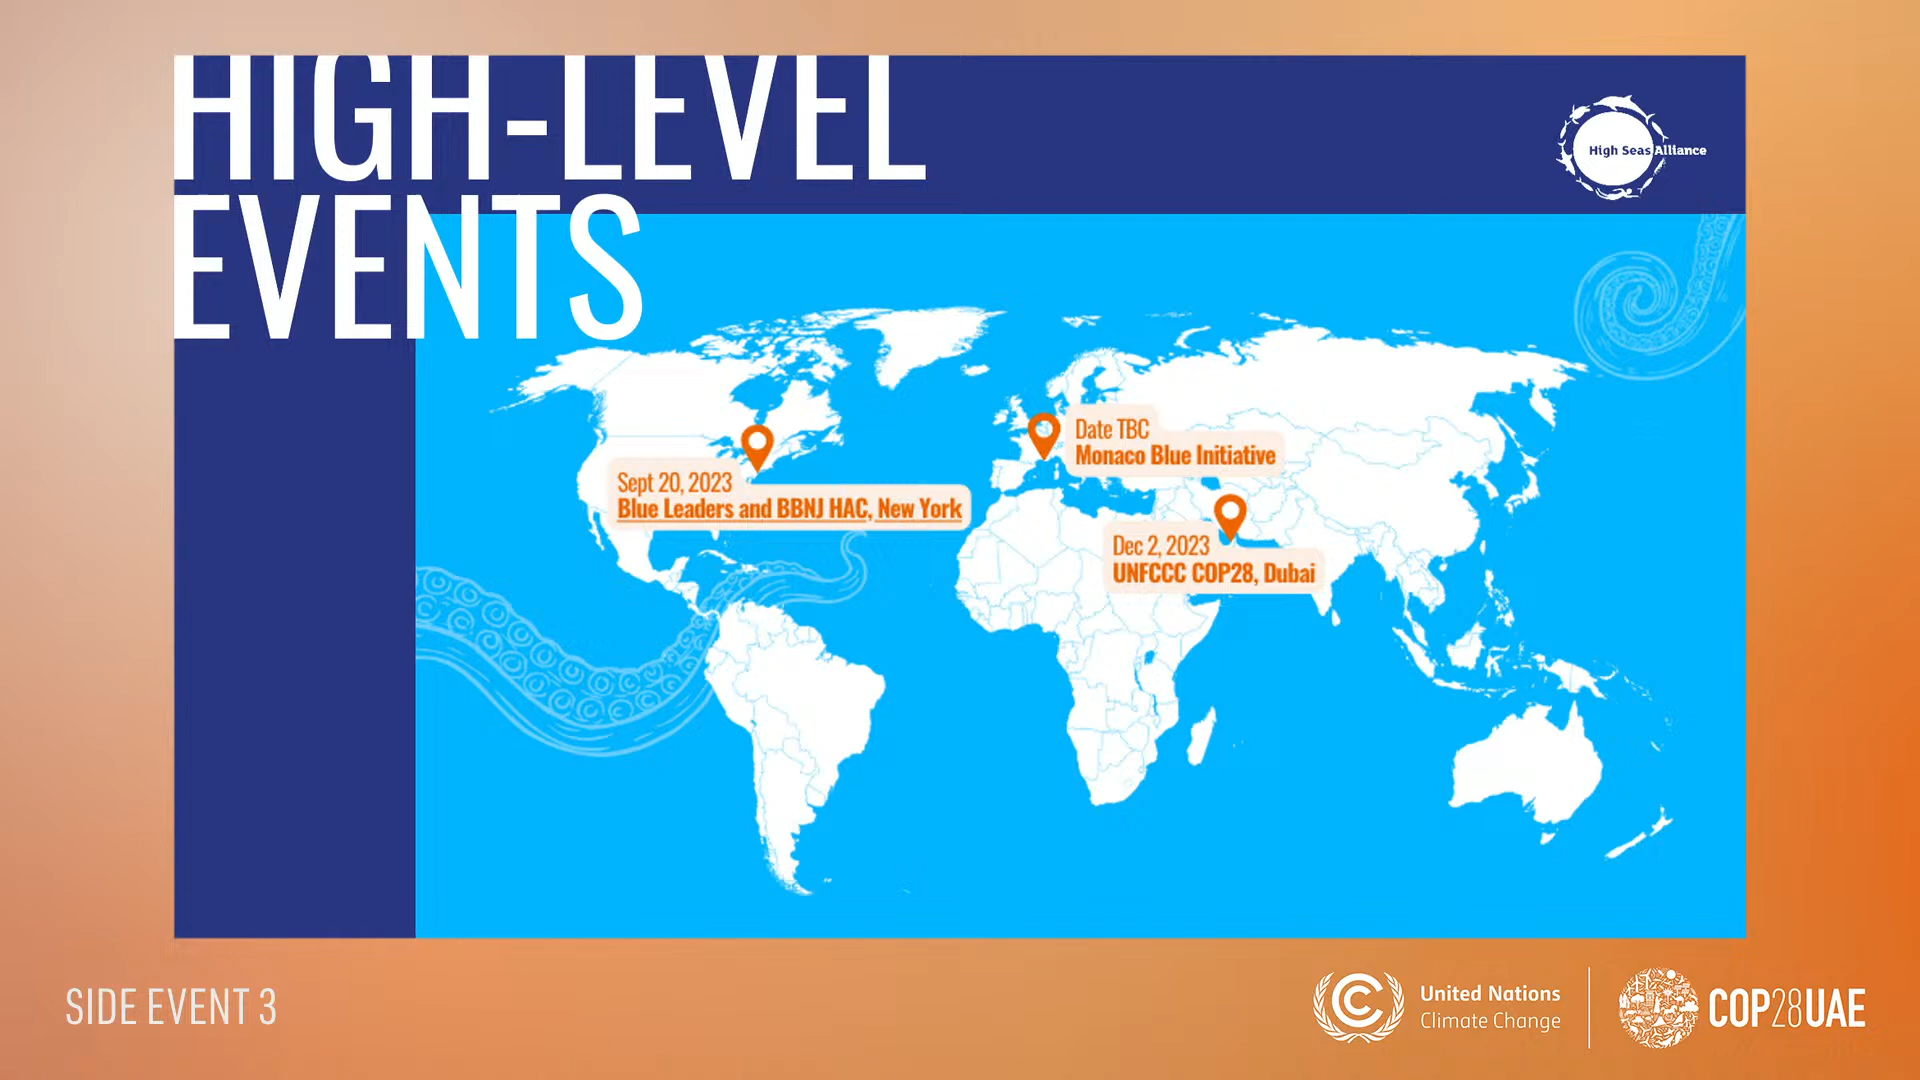 HIGH-LEVEL
EVENTS
High Seas Alliance
Date TBC
Monaco Blue Initiative
Sept 20, 2023
Blue Leaders and BBNJ HAC, New York
Dec 2, 2023
UNFCCC COP28, Dubai
SIDE EVENT 3
United Nations
Climate Change
COP28UAE